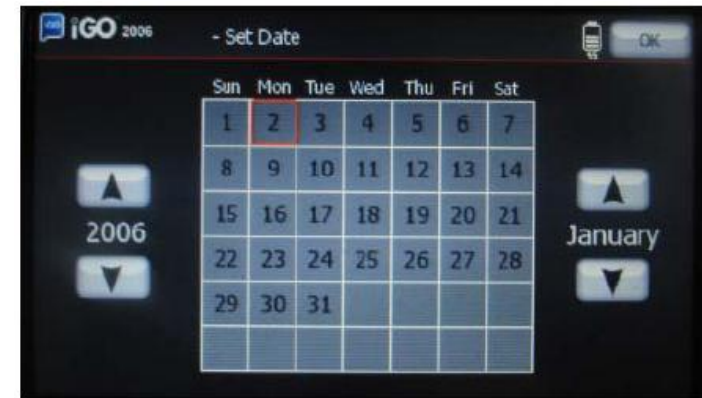 iGO 2006 - Set Date OK
Sun Mon Tue Wed Thu Fri Sat
1 2 3 4 5 6 7
8 9 10 11 12 13 14
15 16 17 18 19 20 21
2006
January
22 23 24 25 26 27 28
29 30 31